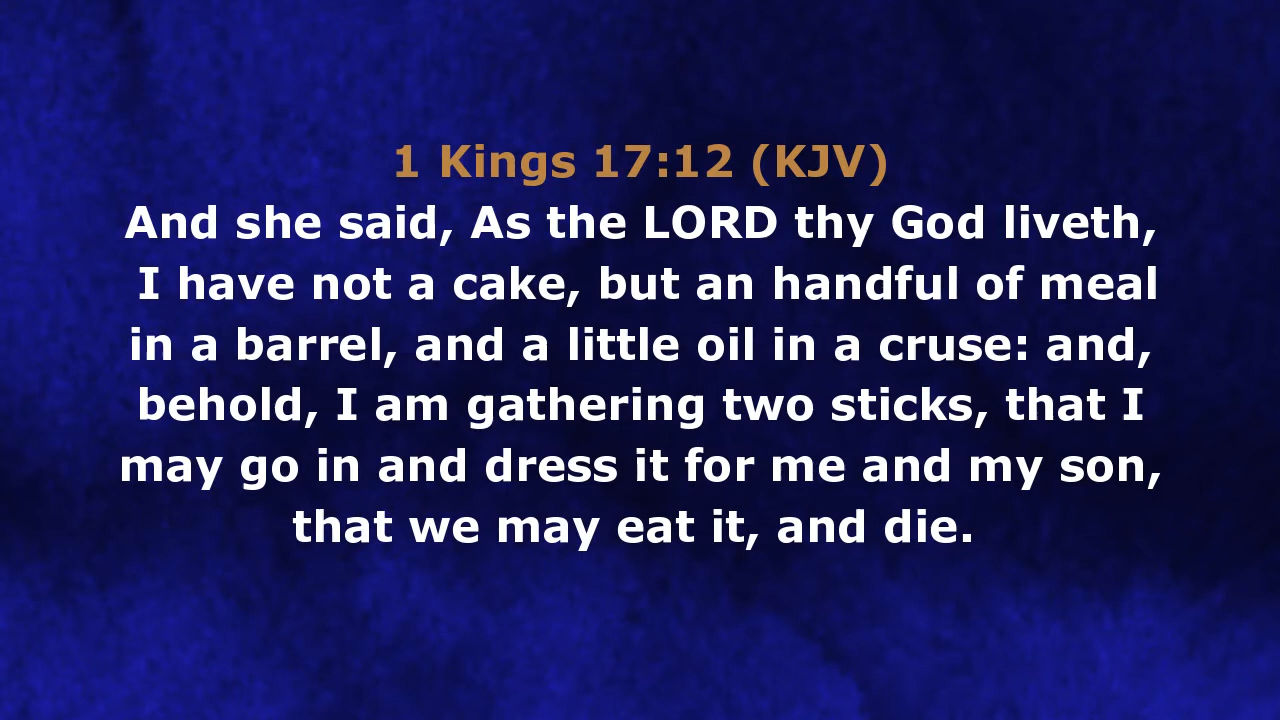 1 Kings 17:12 (KJV)
And she said, As the LORD thy God liveth,
I have not a cake, but an handful of meal
in a barrel, and a little oil in a cruse: and,
behold, I am gathering two sticks, that I
may go in and dress it for me and my son,
that we may eat it, and die.